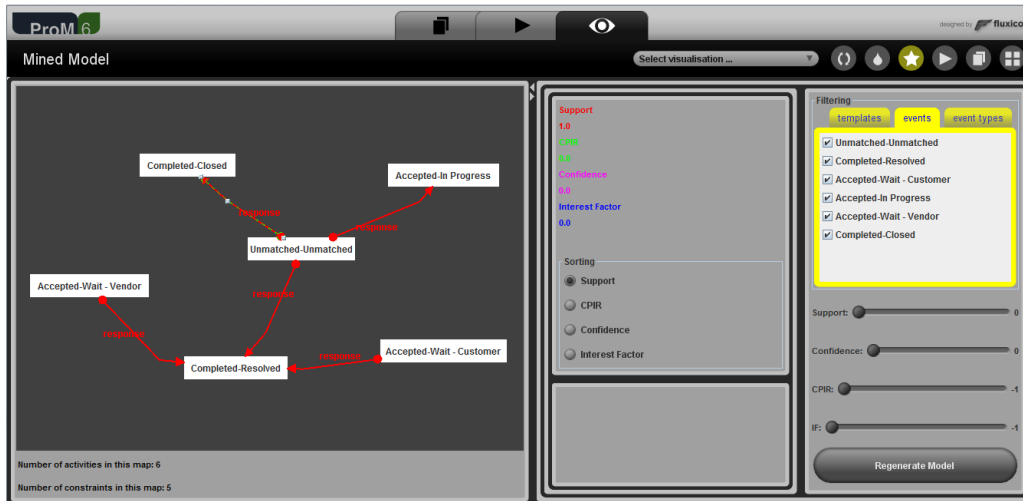 ProM 6
designed by fluxicon
Mined Model
Select visualisation ...
Completed-Closed
Accepted-In Progress
response
response
Unmatched-Unmatched
Accepted-Wait - Vendor
response
response
response
Accepted-Wait - Customer
Completed-Resolved
Number of activities in this map: 6
Number of constraints in this map: 5
Support
1.0
CPIR
0.0
Confidence
0.0
Interest Factor
0.0
Sorting
Support
CPIR
Confidence
Interest Factor
Filtering
templates events event types
Unmatched-Unmatched
Completed-Resolved
Accepted-Wait - Customer
Accepted-In Progress
Accepted-Wait - Vendor
Completed-Closed
Support: 0
Confidence: 0
CPIR: -1
IF: -1
Regenerate Model